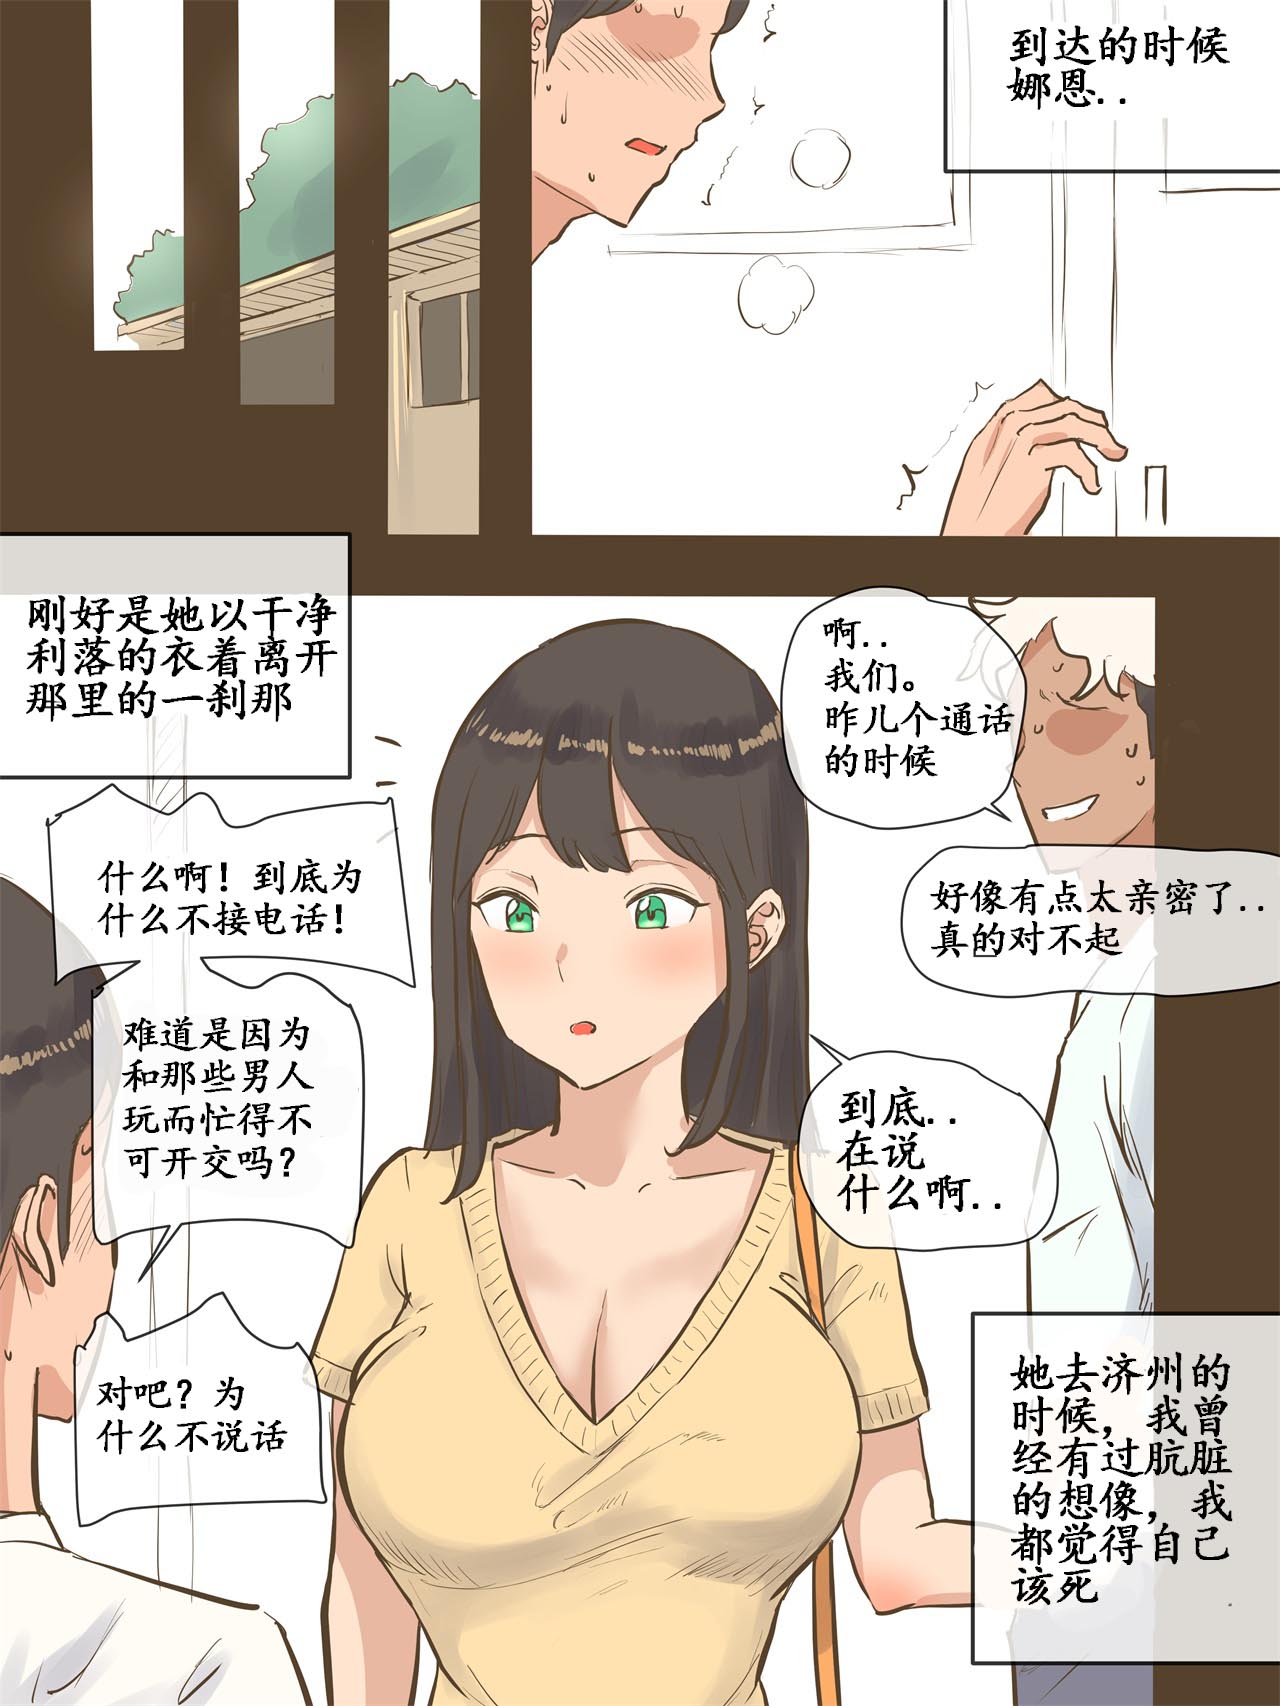 到达的时候
娜恩..
刚好是她以干净
利落的衣着离开
那里的一刹那
啊..
我们。
昨儿个通话
的时候
好像有点太亲密了..
真的对不起
什么啊！到底为
什么不接电话！
难道是因为
和那些男人
玩而忙得不
可开交吗？
到底..
在说
什么啊..
对吧？为
什么不说话
她去济州的
时候，我曾
经有过肮脏
的想像，我
都觉得自己
该死